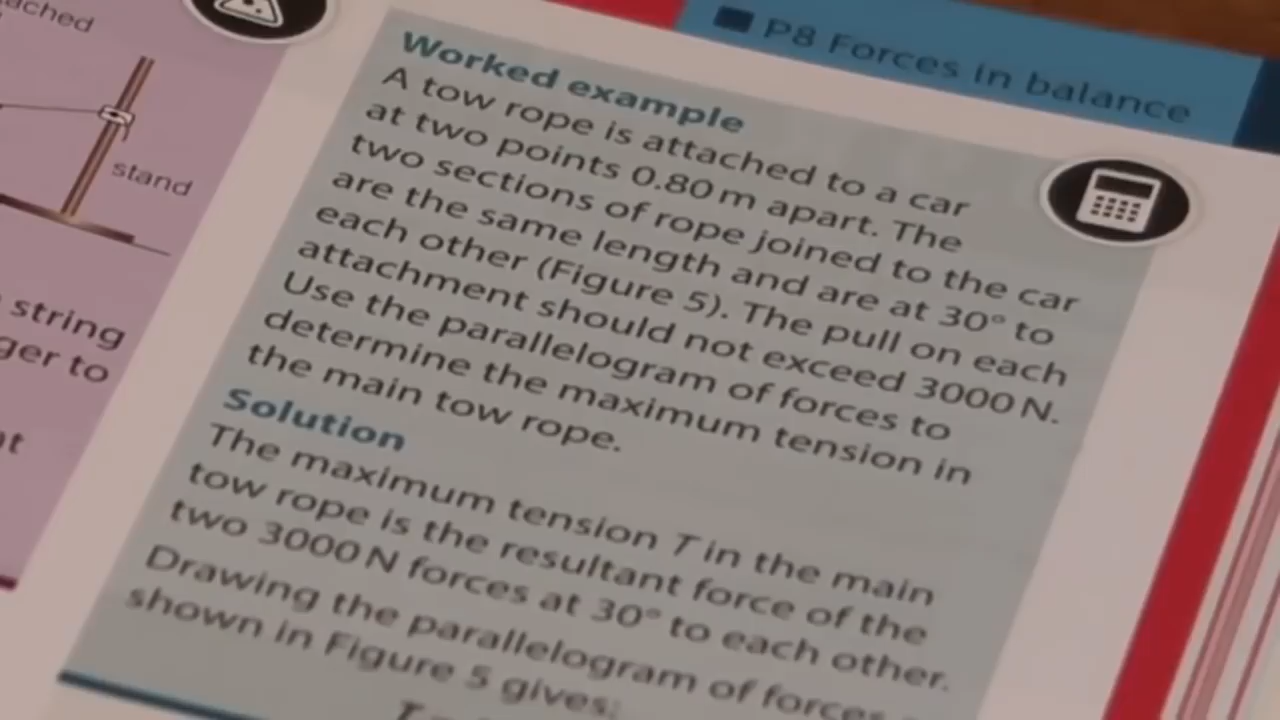 ached
stand
string
ger to
nt
P8 Forces in balance
Worked example
A tow rope is attached to a car
at two points 0.80 m apart. The
two sections of rope joined to the car
are the same length and are at 30° to
each other (Figure 5). The pull on each
attachment should not exceed 3000 N.
Use the parallelogram of forces to
determine the maximum tension in
the main tow rope.
Solution
The maximum tension T in the main
tow rope is the resultant force of the
two 3000 N forces at 30° to each other.
Drawing the parallelogram of forces
shown in Figure 5 gives:
T